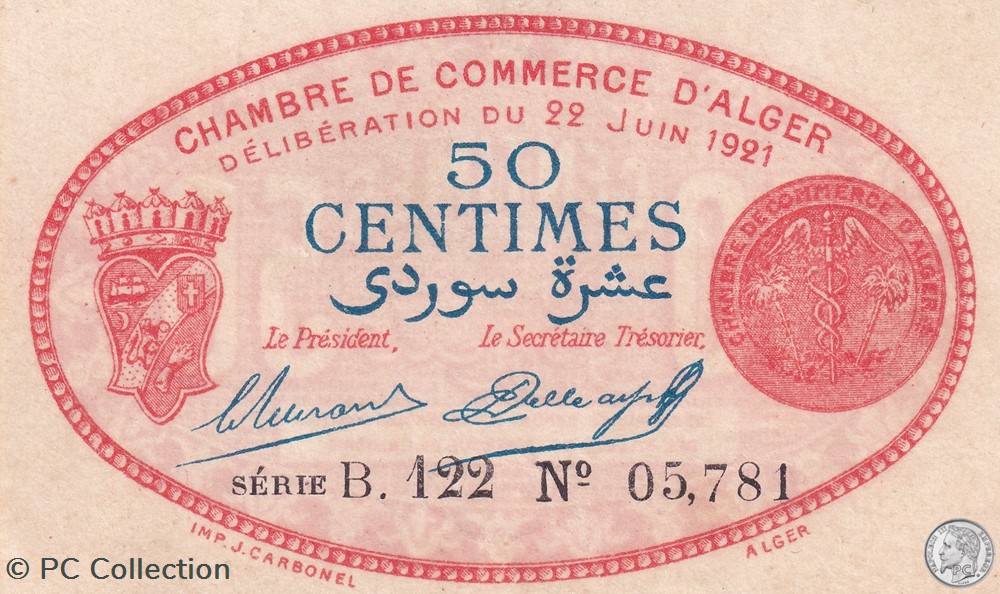 CHAMBRE DE COMMERCE D'ALGER
DÉLIBÉRATION DU 22 JUIN 1921
50
CENTIMES
عشرة سوردى
Le Président,
Le Secrétaire Trésorier,
CHAMBRE DE COMMERCE D'ALGER
SÉRIE B. 122 Nº 05,781
IMP. J. CARBONEL
ALGER
© PC Collection
PC